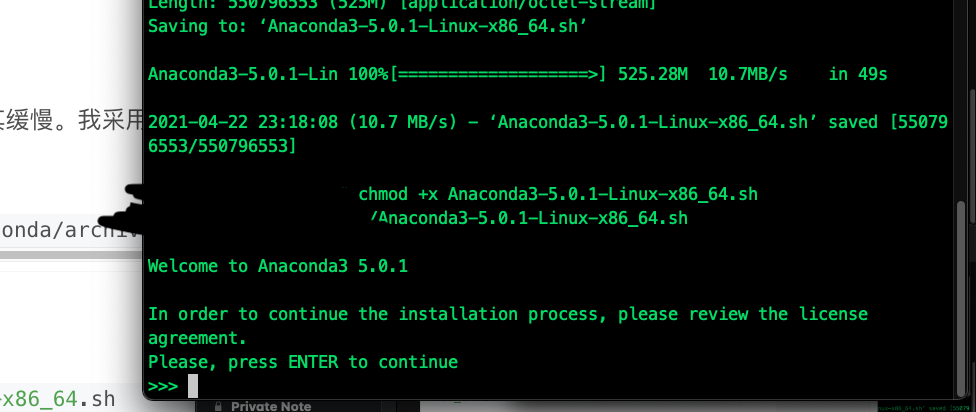 Length: 550796553 (525M) [application/octet-stream]
Saving to: ‘Anaconda3-5.0.1-Linux-x86_64.sh’
Anaconda3-5.0.1-Lin 100%[===================>] 525.28M 10.7MB/s in 49s
缓慢。我采用
2021-04-22 23:18:08 (10.7 MB/s) - ‘Anaconda3-5.0.1-Linux-x86_64.sh’ saved [55079
6553/550796553]
chmod +x Anaconda3-5.0.1-Linux-x86_64.sh
/Anaconda3-5.0.1-Linux-x86_64.sh
onda/archiv
Welcome to Anaconda3 5.0.1
In order to continue the installation process, please review the license
agreement.
Please, press ENTER to continue
>>>
-x86_64.sh
Private Note